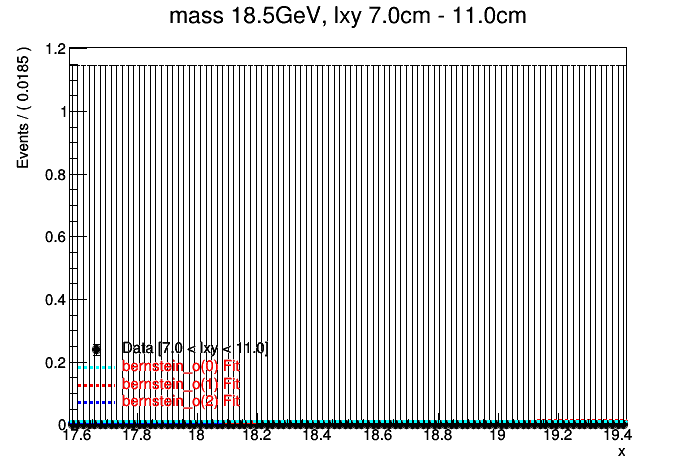 mass 18.5GeV, lxy 7.0cm - 11.0cm
Events / ( 0.0185 )
1.2
1
0.8
0.6
0.4
0.2
0
Data [7.0 < lxy < 11.0]
bernstein_o(0) Fit
bernstein_o(1) Fit
bernstein_o(2) Fit
17.6 17.8 18 18.2 18.4 18.6 18.8 19 19.2 19.4
x